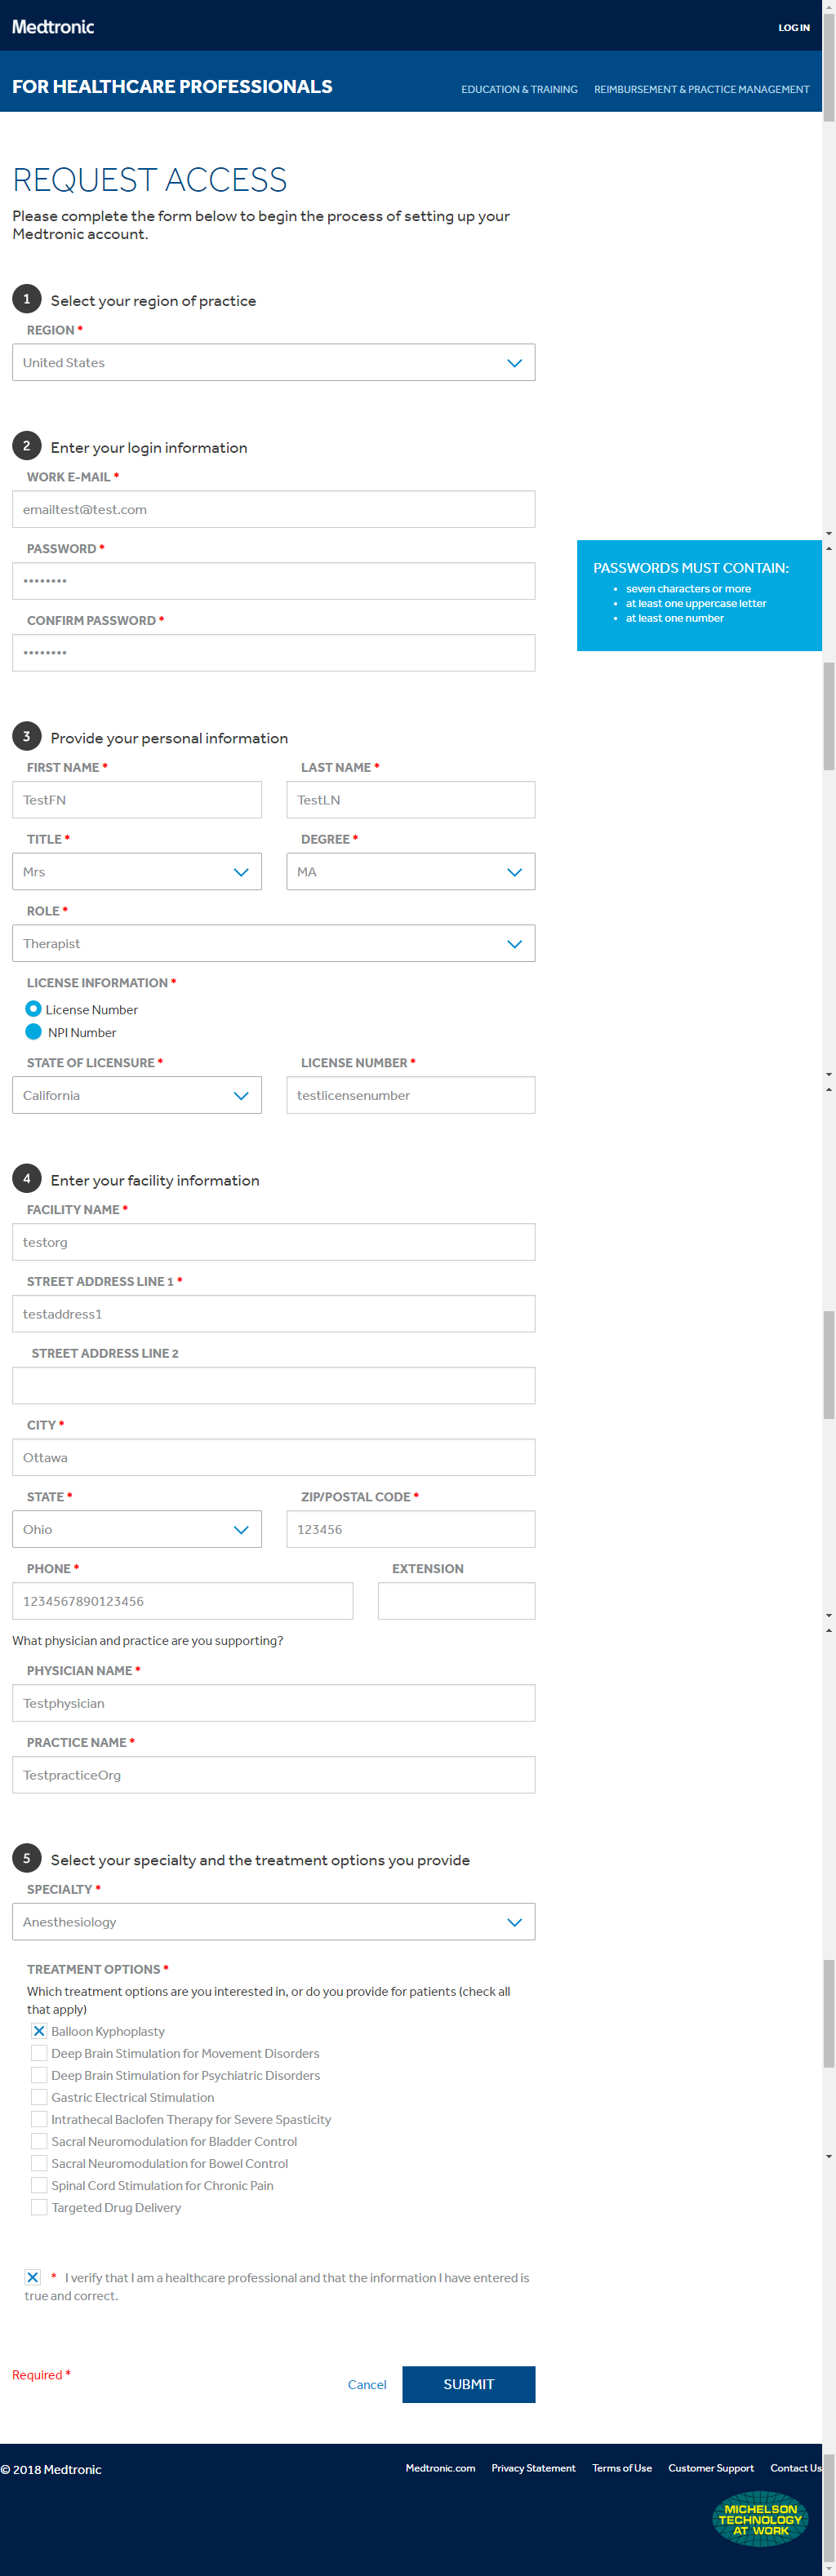 Medtronic
LOG IN
FOR HEALTHCARE PROFESSIONALS
EDUCATION & TRAINING
REIMBURSEMENT & PRACTICE MANAGEMENT
REQUEST ACCESS
Please complete the form below to begin the process of setting up your
Medtronic account.
1 Select your region of practice
REGION *
United States
2 Enter your login information
WORK E-MAIL *
emailtest@test.com
PASSWORD *
••••••••
CONFIRM PASSWORD *
••••••••
PASSWORDS MUST CONTAIN:
• seven characters or more
• at least one uppercase letter
• at least one number
3 Provide your personal information
FIRST NAME * LAST NAME *
TestFN TestLN
TITLE * DEGREE *
Mrs MA
ROLE *
Therapist
LICENSE INFORMATION *
License Number
NPI Number
STATE OF LICENSURE * LICENSE NUMBER *
California testlicensenumber
4 Enter your facility information
FACILITY NAME *
testorg
STREET ADDRESS LINE 1 *
testaddress1
STREET ADDRESS LINE 2
CITY *
Ottawa
STATE * ZIP/POSTAL CODE *
Ohio 123456
PHONE * EXTENSION
1234567890123456
What physician and practice are you supporting?
PHYSICIAN NAME *
Testphysician
PRACTICE NAME *
TestpracticeOrg
5 Select your specialty and the treatment options you provide
SPECIALTY *
Anesthesiology
TREATMENT OPTIONS *
Which treatment options are you interested in, or do you provide for patients (check all
that apply)
Balloon Kyphoplasty
Deep Brain Stimulation for Movement Disorders
Deep Brain Stimulation for Psychiatric Disorders
Gastric Electrical Stimulation
Intrathecal Baclofen Therapy for Severe Spasticity
Sacral Neuromodulation for Bladder Control
Sacral Neuromodulation for Bowel Control
Spinal Cord Stimulation for Chronic Pain
Targeted Drug Delivery
* I verify that I am a healthcare professional and that the information I have entered is
true and correct.
Required *
Cancel SUBMIT
© 2018 Medtronic
Medtronic.com Privacy Statement Terms of Use Customer Support Contact Us
MICHELSON
TECHNOLOGY
AT WORK